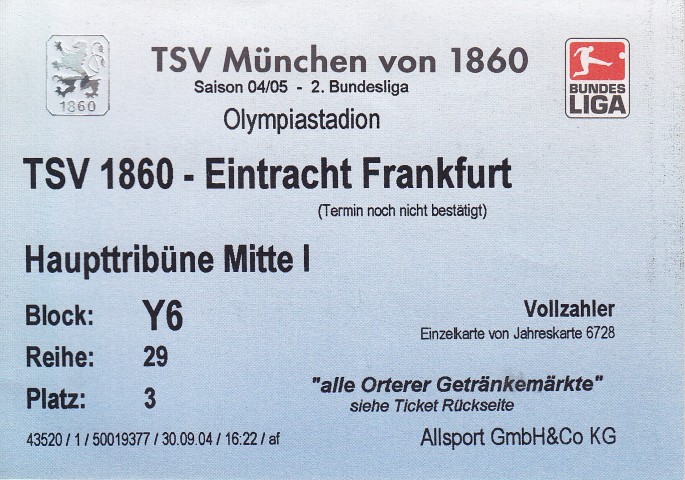 1860
TSV München von 1860
Saison 04/05 - 2. Bundesliga
Olympiastadion
BUNDES
LIGA
TSV 1860 - Eintracht Frankfurt
(Termin noch nicht bestätigt)
Haupttribüne Mitte I
Block: Y6
Vollzahler
Einzelkarte von Jahreskarte 6728
Reihe: 29
Platz: 3
"alle Orterer Getränkemärkte"
siehe Ticket Rückseite
43520 / 1 / 50019377 / 30.09.04 / 16:22 / af
Allsport GmbH&Co KG